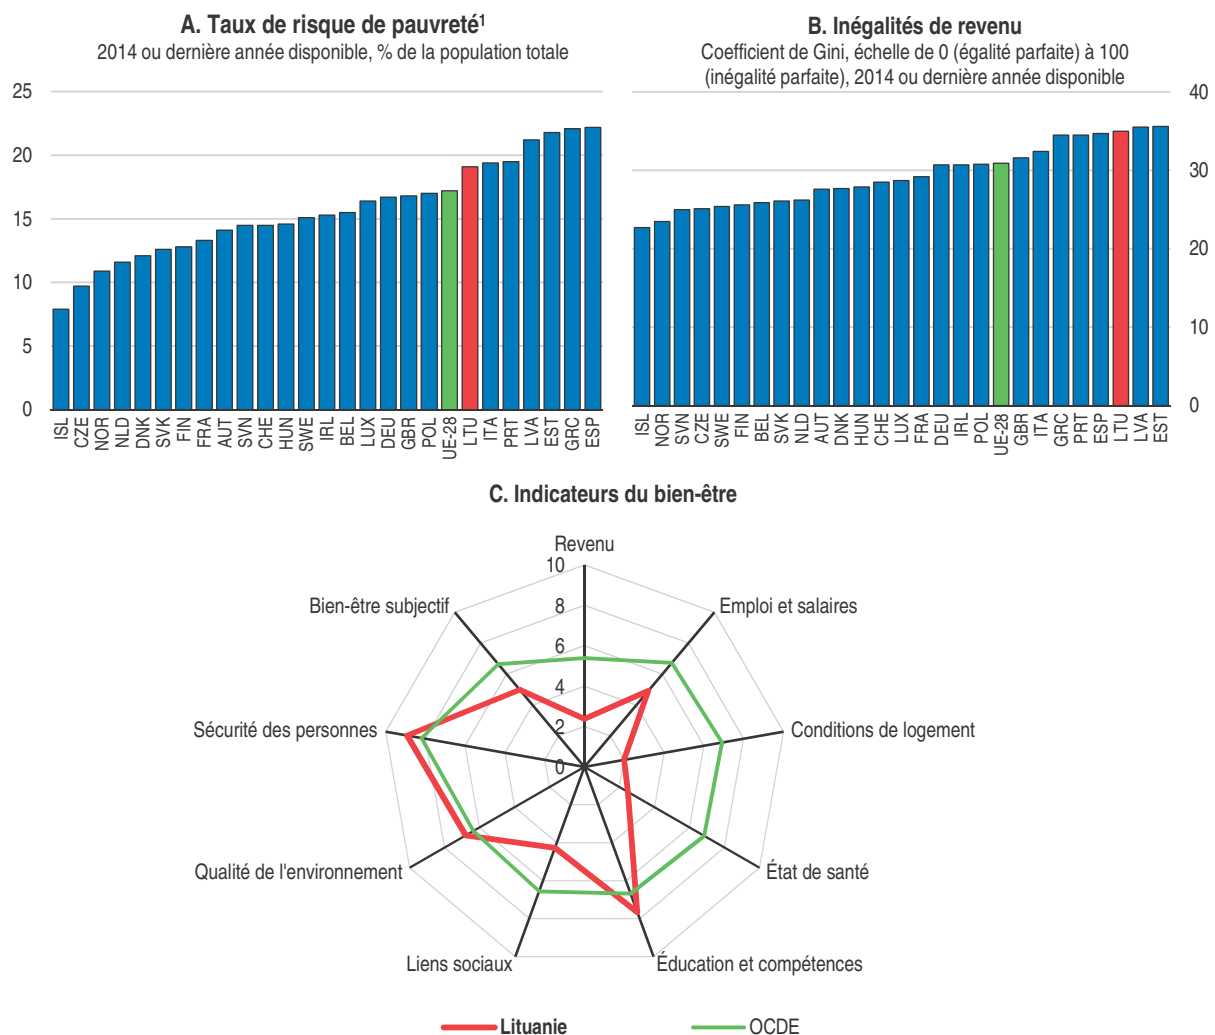 A. Taux de risque de pauvreté¹
2014 ou dernière année disponible, % de la population totale
25
20
15
10
5
0
ISL
CZE
NOR
NLD
DNK
SVK
FIN
FRA
AUT
SVN
CHE
HUN
SWE
IRL
BEL
LUX
DEU
GBR
POL
UE-28
LTU
ITA
PRT
LVA
EST
GRC
ESP
B. Inégalités de revenu
Coefficient de Gini, échelle de 0 (égalité parfaite) à 100
(inégalité parfaite), 2014 ou dernière année disponible
40
30
20
10
0
ISL
NOR
SVN
CZE
SWE
FIN
BEL
SVK
NLD
AUT
DNK
HUN
CHE
LUX
FRA
DEU
IRL
POL
UE-28
GBR
ITA
GRC
PRT
ESP
LTU
LVA
EST
C. Indicateurs du bien-être
Revenu
10
8
6
4
2
0
Emploi et salaires
Conditions de logement
État de santé
Éducation et compétences
Liens sociaux
Qualité de l'environnement
Sécurité des personnes
Bien-être subjectif
Lituanie
OCDE